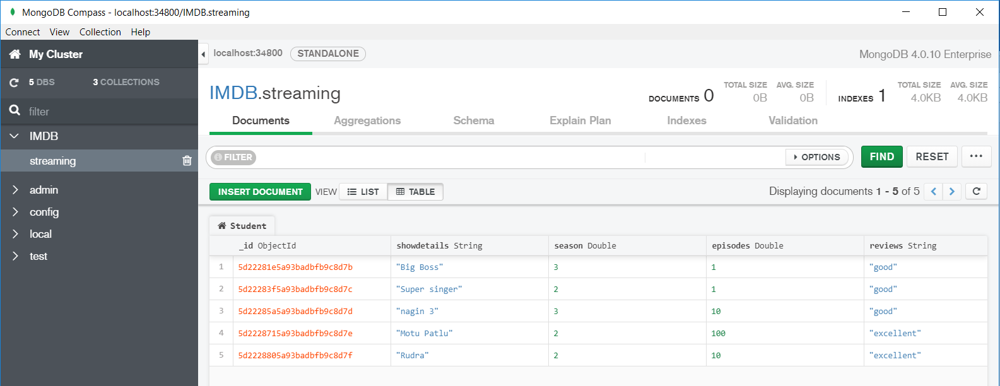 MongoDB Compass - localhost:34800/IMDB.streaming
Connect View Collection Help
My Cluster
localhost:34800 STANDALONE
MongoDB 4.0.10 Enterprise
5 DBS 3 COLLECTIONS
filter
IMDB
streaming
admin
config
local
test
IMDB.streaming
DOCUMENTS 0 TOTAL SIZE 0B AVG. SIZE 0B
INDEXES 1 TOTAL SIZE 4.0KB AVG. SIZE 4.0KB
Documents Aggregations Schema Explain Plan Indexes Validation
FILTER OPTIONS FIND RESET ...
INSERT DOCUMENT VIEW LIST TABLE Displaying documents 1 - 5 of 5
Student
_id ObjectId showdetails String season Double episodes Double reviews String
1 5d22281e5a93badbfb9c8d7b "Big Boss" 3 1 "good"
2 5d22283f5a93badbfb9c8d7c "Super singer" 2 1 "good"
3 5d22285a5a93badbfb9c8d7d "nagin 3" 3 10 "good"
4 5d2228715a93badbfb9c8d7e "Motu Patlu" 2 100 "excellent"
5 5d2228805a93badbfb9c8d7f "Rudra" 2 10 "excellent"